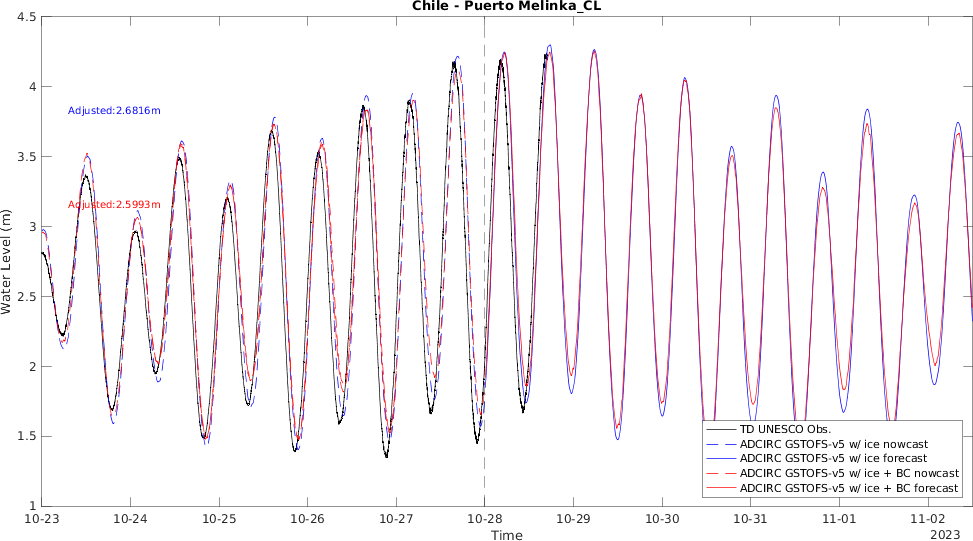 Chile - Puerto Melinka_CL
4.5
4
3.5
3
2.5
2
1.5
1
Water Level (m)
Adjusted:2.6816m
Adjusted:2.5993m
TD UNESCO Obs.
ADCIRC GSTOFS-v5 w/ ice nowcast
ADCIRC GSTOFS-v5 w/ ice forecast
ADCIRC GSTOFS-v5 w/ ice + BC nowcast
ADCIRC GSTOFS-v5 w/ ice + BC forecast
10-23 10-24 10-25 10-26 10-27 10-28 10-29 10-30 10-31 11-01 11-02
Time
2023